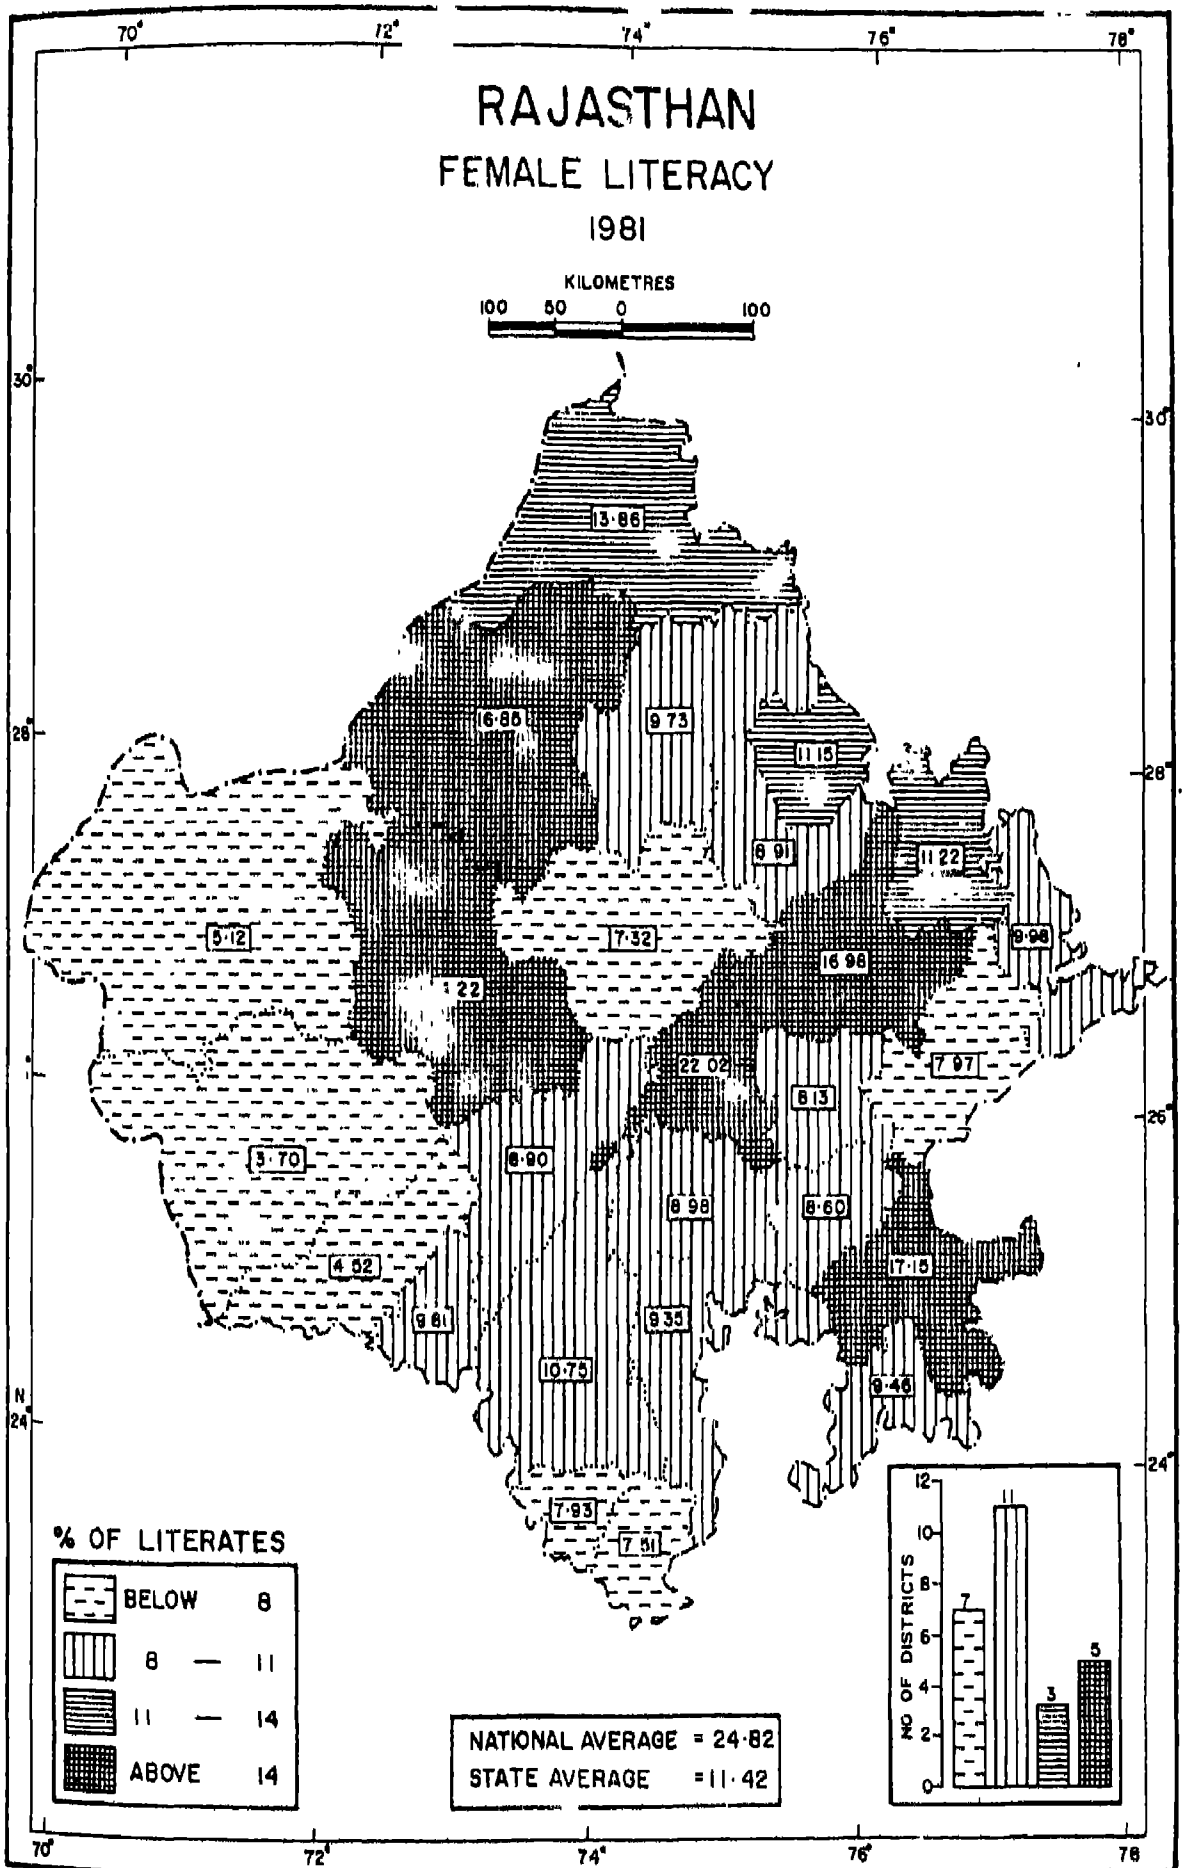 70° 72° 74° 76° 78°
RAJASTHAN
FEMALE LITERACY
1981
KILOMETRES
100 50 0 100
30° 30°
13·86
16·85 9 73
28° 28°
11 15
8 91 11 22
5·12 7·32 16 98 9·98
22
22 02 7 97
8 13 26°
3·70 8·90
8·98 8·60
4 52 17·15
9 61 9·35
10·75 9·46
N
24° 24°
7·93
7 51
% OF LITERATES
BELOW 8
8 — 11
11 — 14
ABOVE 14
NATIONAL AVERAGE = 24·82
STATE AVERAGE =11·42
NO OF DISTRICTS
12
10
8
6
4
2
0
7 11 3 5
70° 72° 74° 76° 78